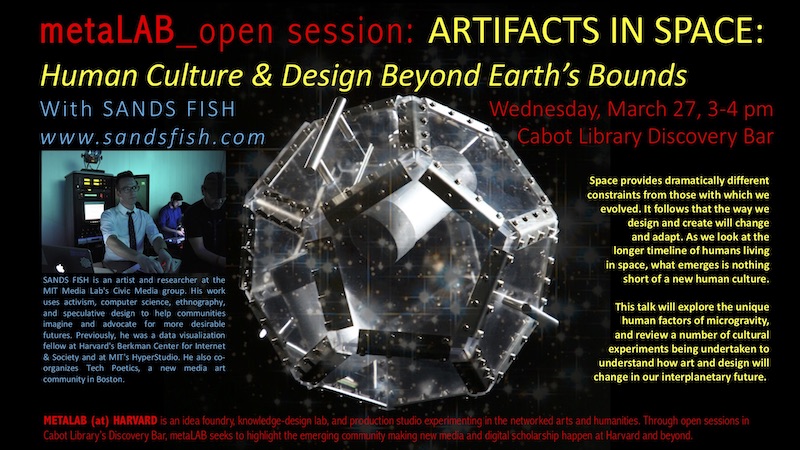 metaLAB_open session: ARTIFACTS IN SPACE:
Human Culture & Design Beyond Earth's Bounds
With SANDS FISH
www.sandsfish.com
Wednesday, March 27, 3-4 pm
Cabot Library Discovery Bar
SANDS FISH is an artist and researcher at the
MIT Media Lab's Civic Media group. His work
uses activism, computer science, ethnography,
and speculative design to help communities
imagine and advocate for more desirable
futures. Previously, he was a data visualization
fellow at Harvard's Berkman Center for Internet
& Society and at MIT's HyperStudio. He also co-
organizes Tech Poetics, a new media art
community in Boston.
Space provides dramatically different
constraints from those with which we
evolved. It follows that the way we
design and create will change
and adapt. As we look at the
longer timeline of humans living
in space, what emerges is nothing
short of a new human culture.
This talk will explore the unique
human factors of microgravity,
and review a number of cultural
experiments being undertaken to
understand how art and design will
change in our interplanetary future.
METALAB (at) HARVARD is an idea foundry, knowledge-design lab, and production studio experimenting in the networked arts and humanities. Through open sessions in
Cabot Library's Discovery Bar, metaLAB seeks to highlight the emerging community making new media and digital scholarship happen at Harvard and beyond.